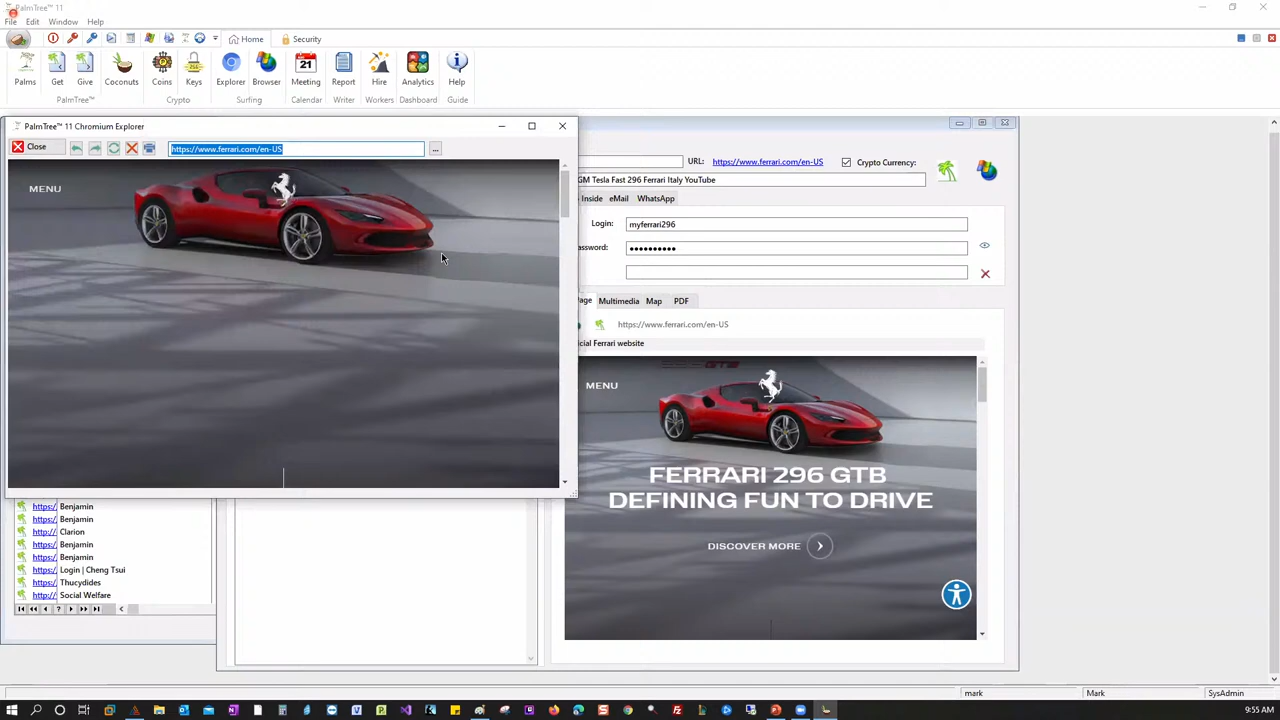 PalmTree™ 11
File Edit Window Help
Home Security
Palms Get Give Coconuts Coins Keys Explorer Browser Meeting Report Hire Analytics Help
21
PalmTree™ Crypto Surfing Calendar Writer Workers Dashboard Guide
PalmTree™ 11 Chromium Explorer
Close https://www.ferrari.com/en-US ...
MENU
URL: https://www.ferrari.com/en-US Crypto Currency:
GM Tesla Fast 296 Ferrari Italy YouTube
Inside eMail WhatsApp
Login: myferrari296
assword: ●●●●●●●●●●
Page Multimedia Map PDF
https://www.ferrari.com/en-US
icial Ferrari website
MENU
FERRARI 296 GTB
DEFINING FUN TO DRIVE
DISCOVER MORE
https:/ Benjamin
https:/ Benjamin
https:/ Clarion
https:/ Benjamin
https:/ Benjamin
https:/ Login | Cheng Tsui
https:/ Thucydides
http:// Social Welfare
mark Mark SysAdmin
9:55 AM